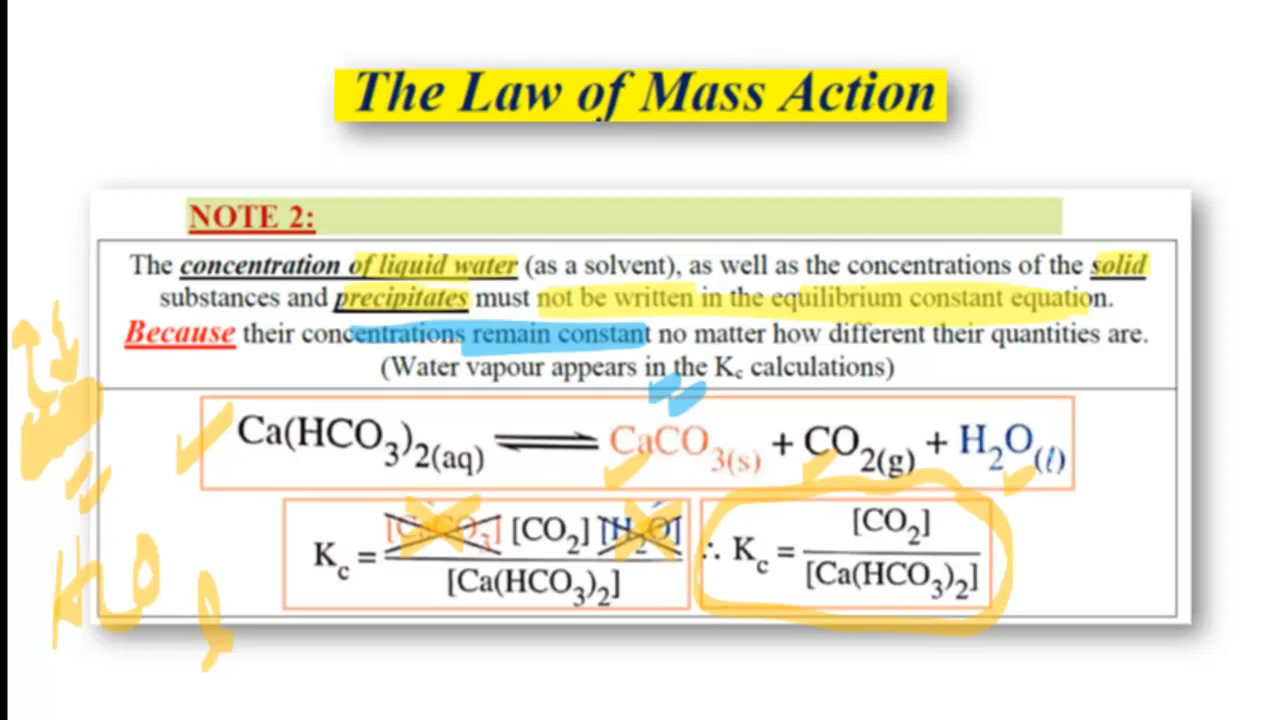 The Law of Mass Action
NOTE 2:
The concentration of liquid water (as a solvent), as well as the concentrations of the solid
substances and precipitates must not be written in the equilibrium constant equation.
Because their concentrations remain constant no matter how different their quantities are.
(Water vapour appears in the Kc calculations)
Ca(HCO3)2(aq) ⇌ CaCO3(s) + CO2(g) + H2O(l)
[CaCO3] [CO2] [H2O]
Kc =
[Ca(HCO3)2]
[CO2]
∴ Kc =
[Ca(HCO3)2]